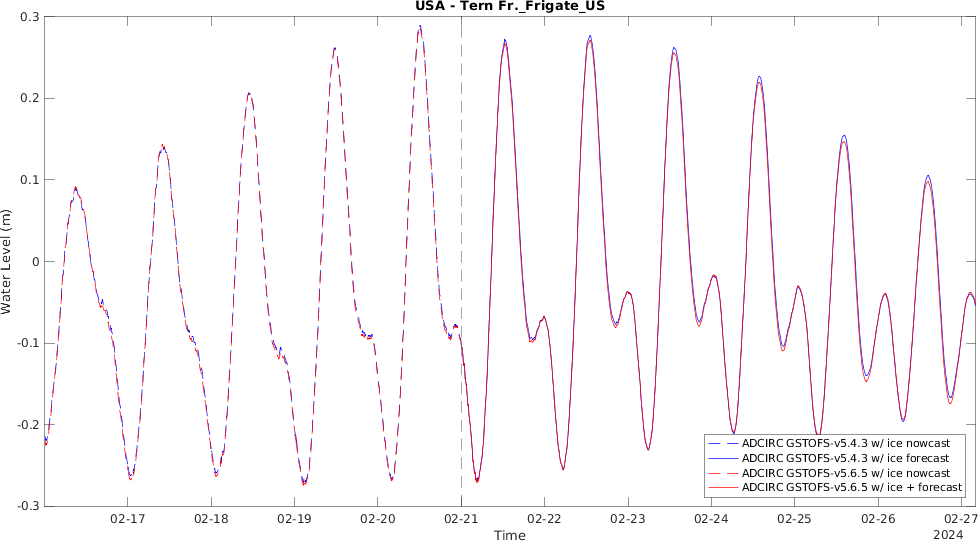 USA - Tern Fr._Frigate_US
0.3
0.2
0.1
0
-0.1
-0.2
-0.3
Water Level (m)
ADCIRC GSTOFS-v5.4.3 w/ ice nowcast
ADCIRC GSTOFS-v5.4.3 w/ ice forecast
ADCIRC GSTOFS-v5.6.5 w/ ice nowcast
ADCIRC GSTOFS-v5.6.5 w/ ice + forecast
02-17 02-18 02-19 02-20 02-21 02-22 02-23 02-24 02-25 02-26 02-27
Time
2024